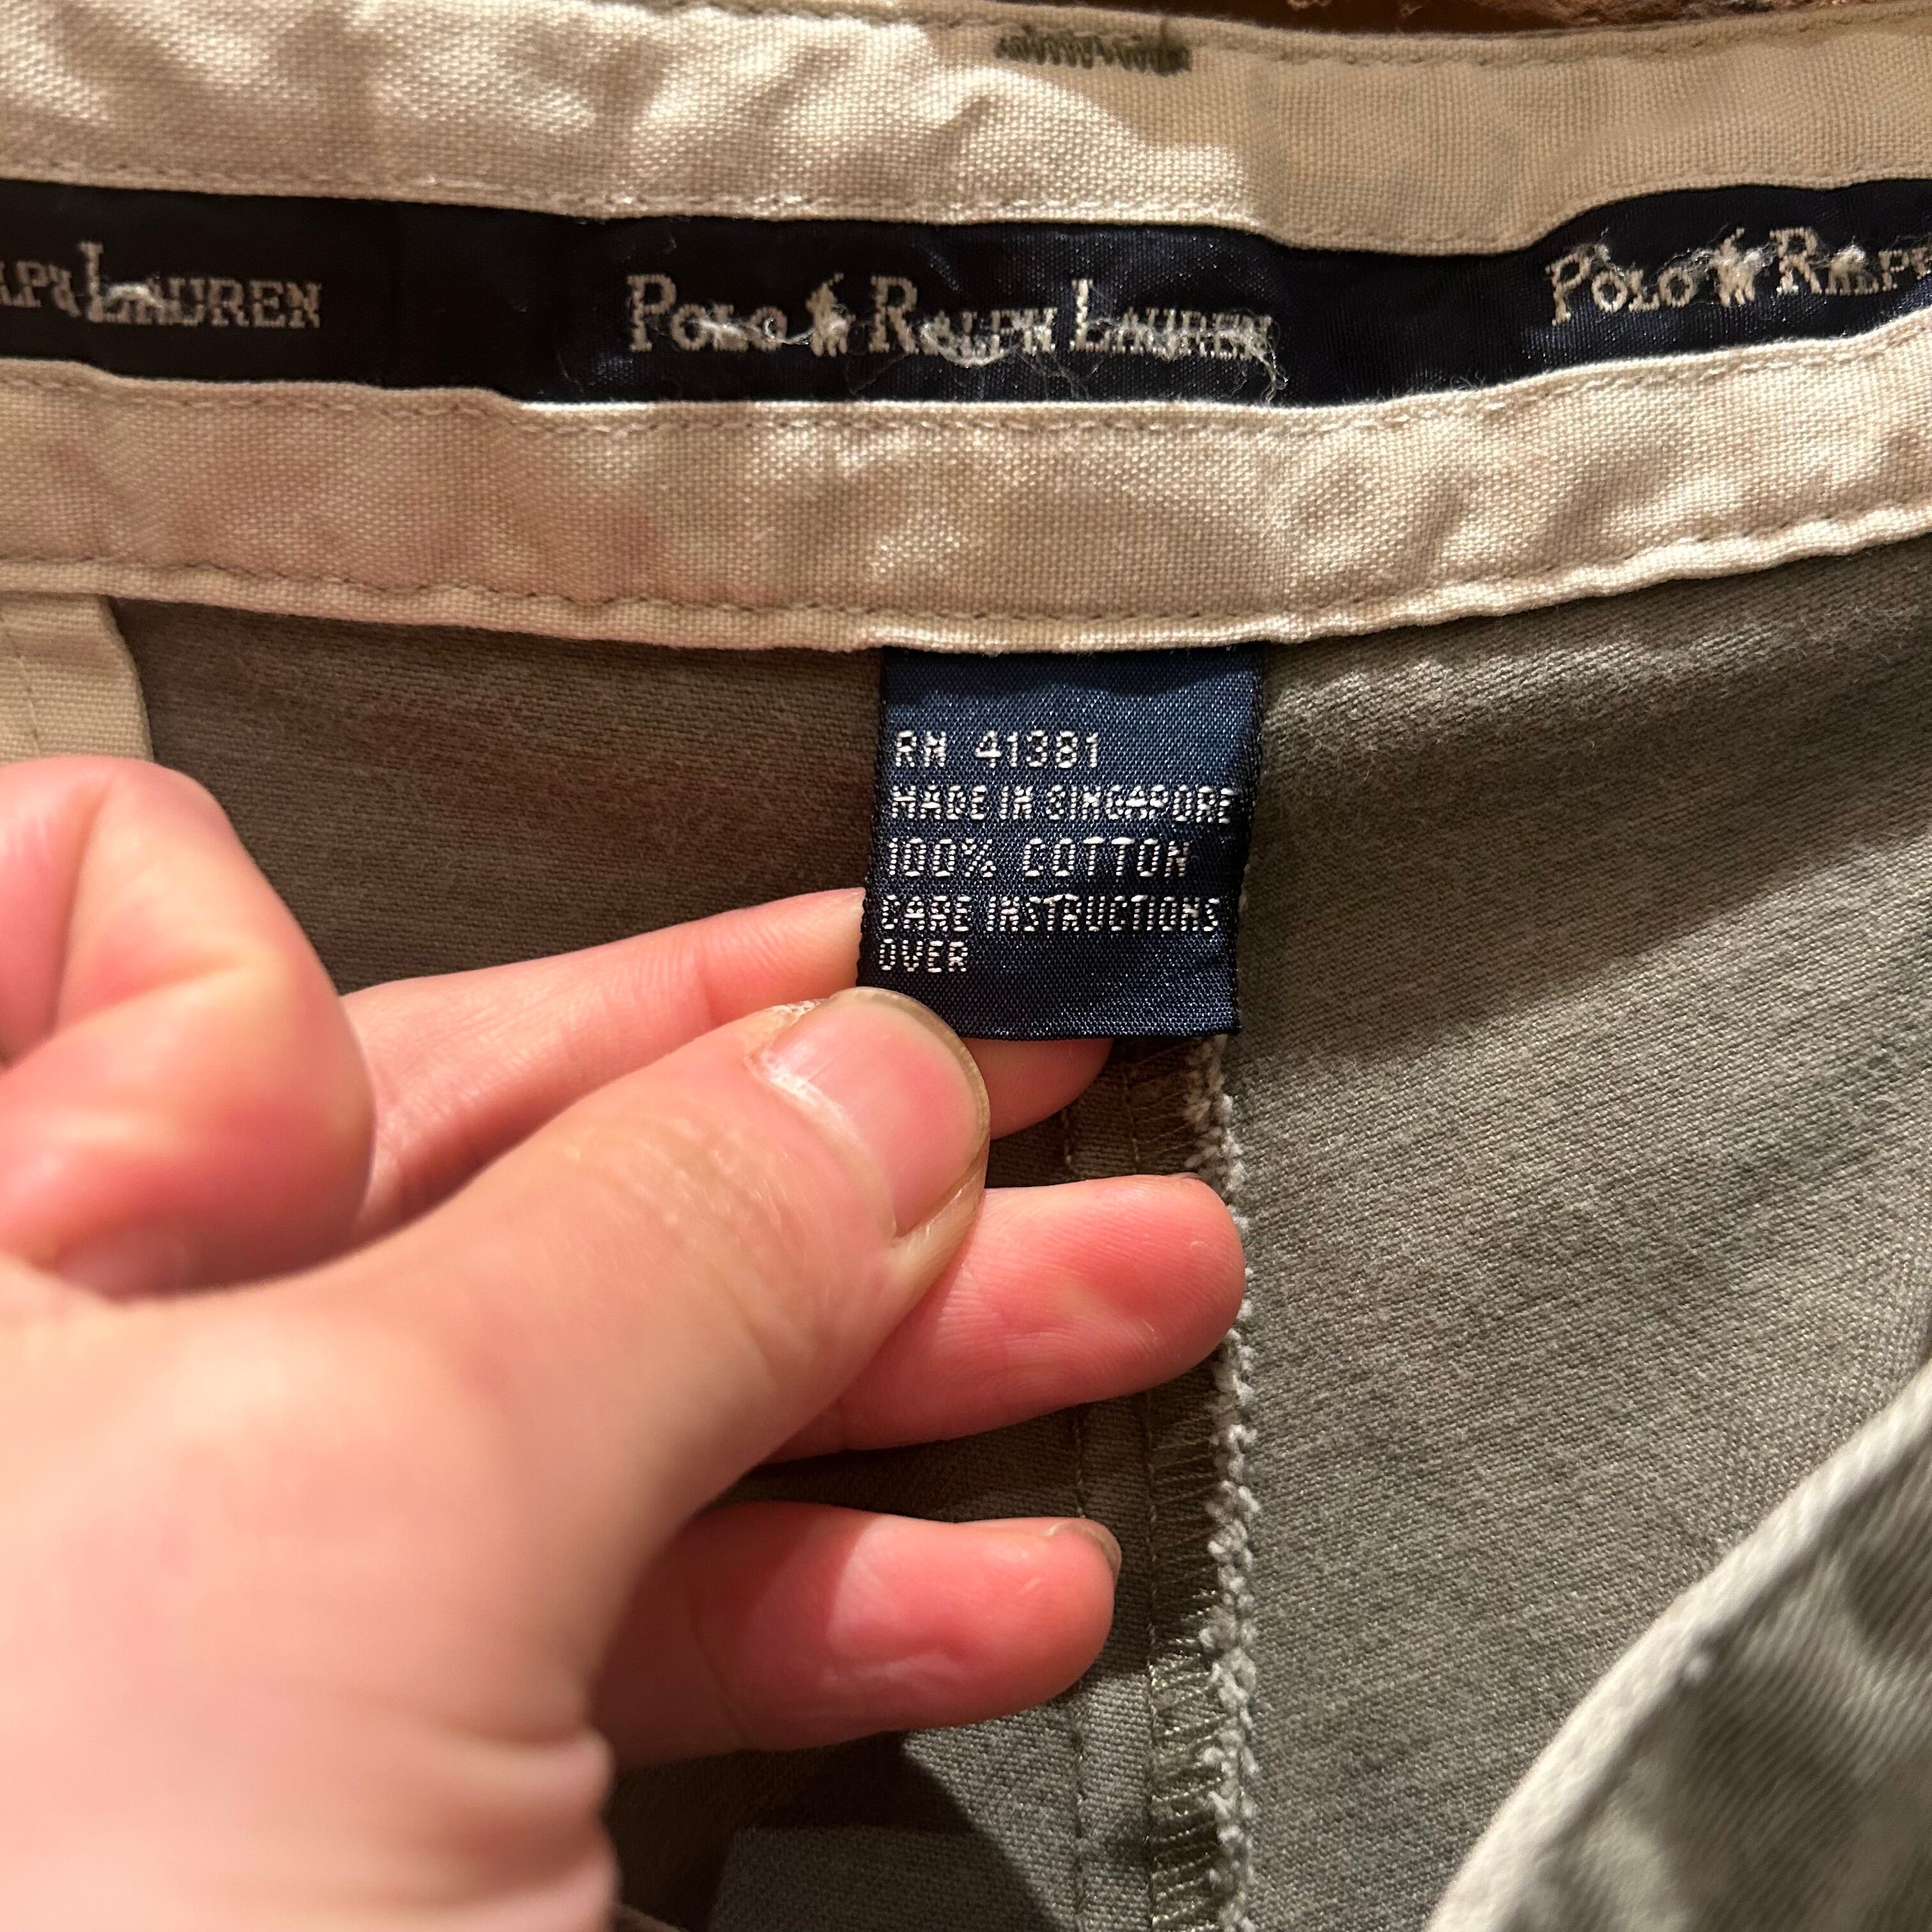 LAUREN POLO RALPH LAUREN POLO RALPH
RN 41381
MADE IN SINGAPORE
100% COTTON
CARE INSTRUCTIONS
OVER